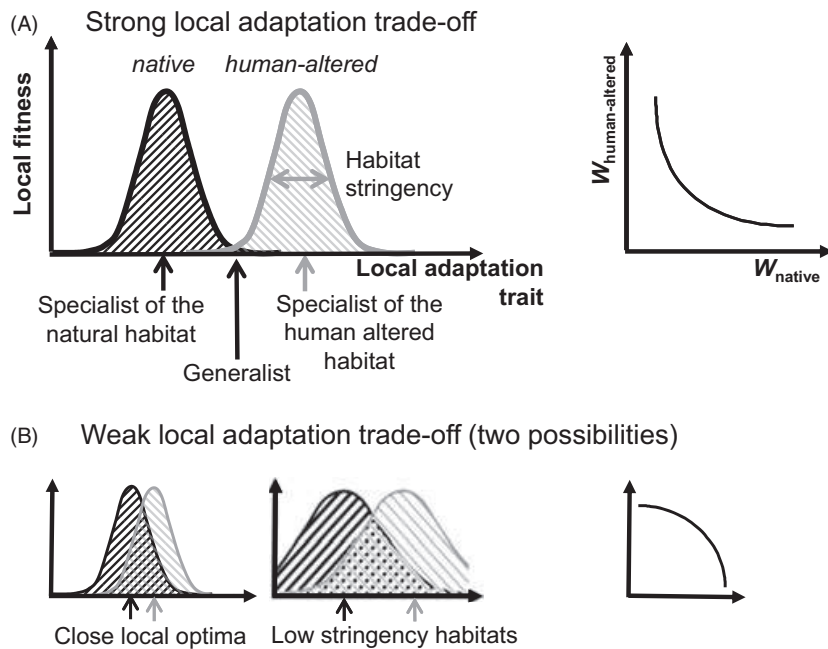 (A) Strong local adaptation trade-off
native human-altered
Local fitness
Habitat
stringency
Local adaptation
trait
Specialist of the
natural habitat
Specialist of the
human altered
habitat
Generalist
Whuman-altered
Wnative
(B) Weak local adaptation trade-off (two possibilities)
Close local optima
Low stringency habitats